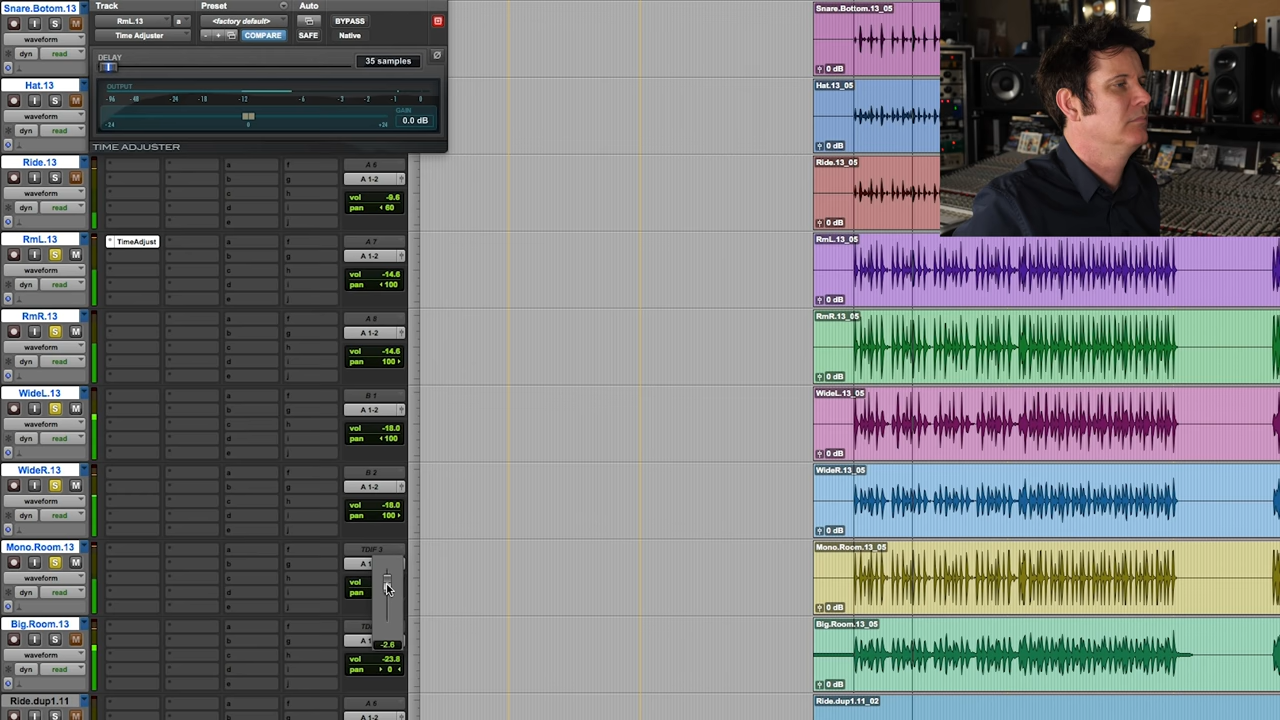 Snare.Botom.13
Track
Preset
Auto
RmL.13
a
<factory default>
BYPASS
waveform
Time Adjuster
- +
COMPARE
SAFE
Native
dyn
read
DELAY
35 samples
OUTPUT
-96 -48 -24 -18 -12 -6 -3 -2 -1 0
GAIN
-24 0 +24
0.0 dB
TIME ADJUSTER
Hat.13
I S M
waveform
dyn read
Ride.13
I S M
waveform
dyn read
a f A 6
b g A 1-2
c h vol -9.6
d i pan ‹ 60
e j
RmL.13
I S M
waveform
dyn read
TimeAdjust
a f A 7
b g A 1-2
c h vol -14.6
d i pan ‹ 100
e j
RmR.13
I S M
waveform
dyn read
a f A 8
b g A 1-2
c h vol -14.6
d i pan 100 ›
e j
WideL.13
I S M
waveform
dyn read
a f B 1
b g A 1-2
c h vol -18.0
d i pan ‹ 100
e j
WideR.13
I S M
waveform
dyn read
a f B 2
b g A 1-2
c h vol -18.0
d i pan 100 ›
e j
Mono.Room.13
I S M
waveform
dyn read
a f TDIF 3
b g A 1
c h vol
d i pan
e j
-2.6
Big.Room.13
I S M
waveform
dyn read
a f
b g A 1
c h vol -23.8
d i pan › 0 ‹
e j
Ride.dup1.11
I S M
a f A 6
b g A 1-2
Snare.Bottom.13_05
0 dB
Hat.13_05
0 dB
Ride.13_05
0 dB
RmL.13_05
0 dB
RmR.13_05
0 dB
WideL.13_05
0 dB
WideR.13_05
0 dB
Mono.Room.13_05
0 dB
Big.Room.13_05
0 dB
Ride.dup1.11_02